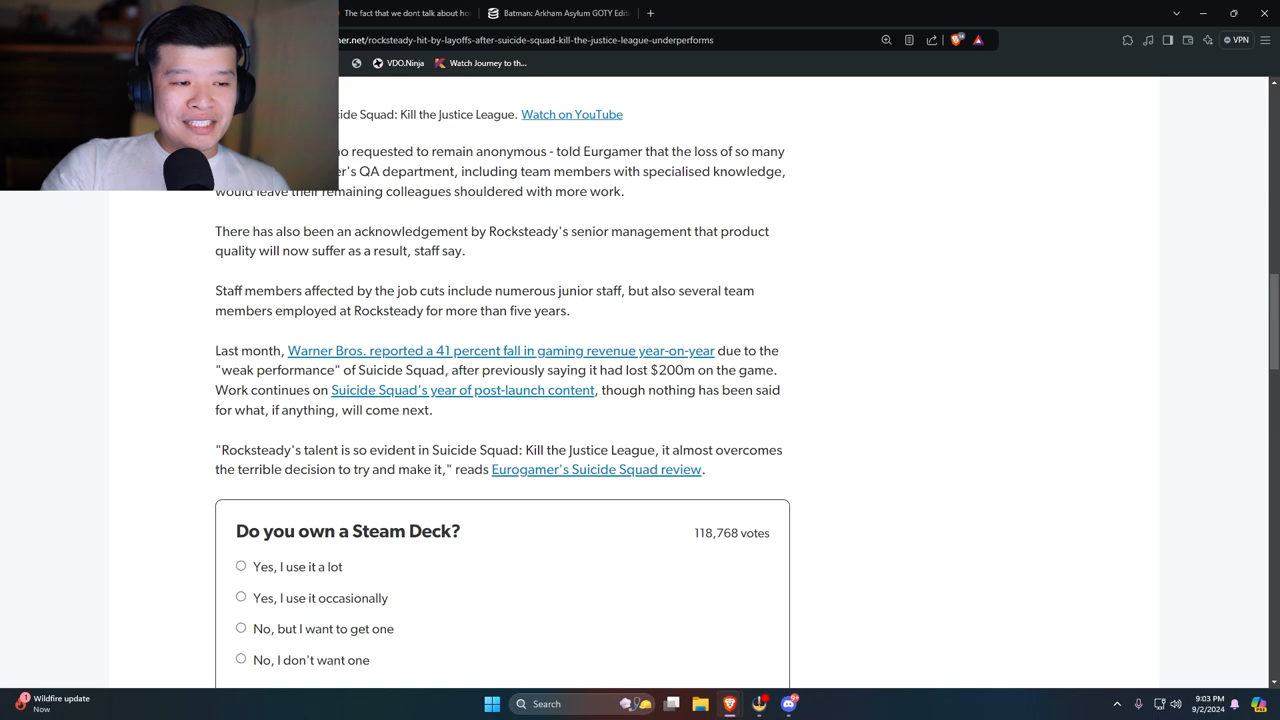 The fact that we dont talk about ho
Batman: Arkham Asylum GOTY Edit
ner.net/rocksteady-hit-by-layoffs-after-suicide-squad-kill-the-justice-league-underperforms
VPN
VDO.Ninja
Watch Journey to th...
cide Squad: Kill the Justice League. Watch on YouTube
o requested to remain anonymous - told Eurgamer that the loss of so many
er's QA department, including team members with specialised knowledge,
would leave their remaining colleagues shouldered with more work.
There has also been an acknowledgement by Rocksteady's senior management that product
quality will now suffer as a result, staff say.
Staff members affected by the job cuts include numerous junior staff, but also several team
members employed at Rocksteady for more than five years.
Last month, Warner Bros. reported a 41 percent fall in gaming revenue year-on-year due to the
"weak performance" of Suicide Squad, after previously saying it had lost $200m on the game.
Work continues on Suicide Squad's year of post-launch content, though nothing has been said
for what, if anything, will come next.
"Rocksteady's talent is so evident in Suicide Squad: Kill the Justice League, it almost overcomes
the terrible decision to try and make it," reads Eurogamer's Suicide Squad review.
Do you own a Steam Deck?
118,768 votes
Yes, I use it a lot
Yes, I use it occasionally
No, but I want to get one
No, I don't want one
Wildfire update
Now
Search
9:03 PM
9/2/2024